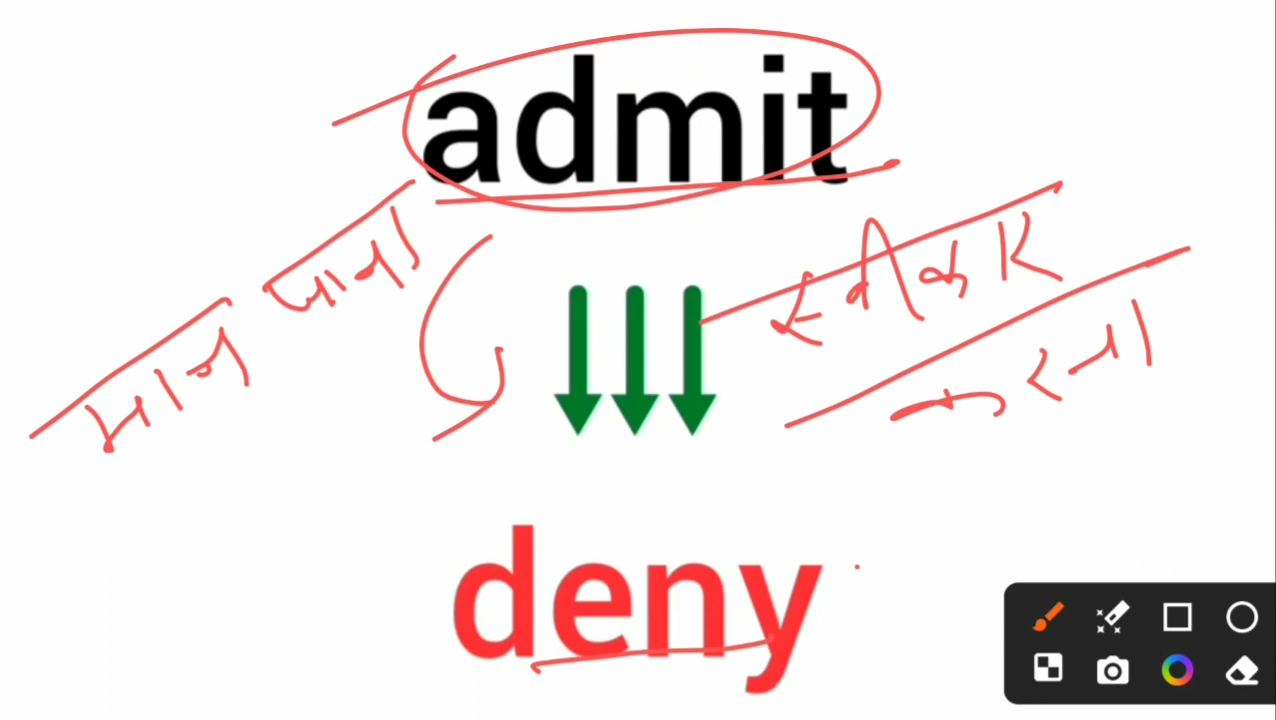 admit
मान जाना
स्वीकार
करना
deny